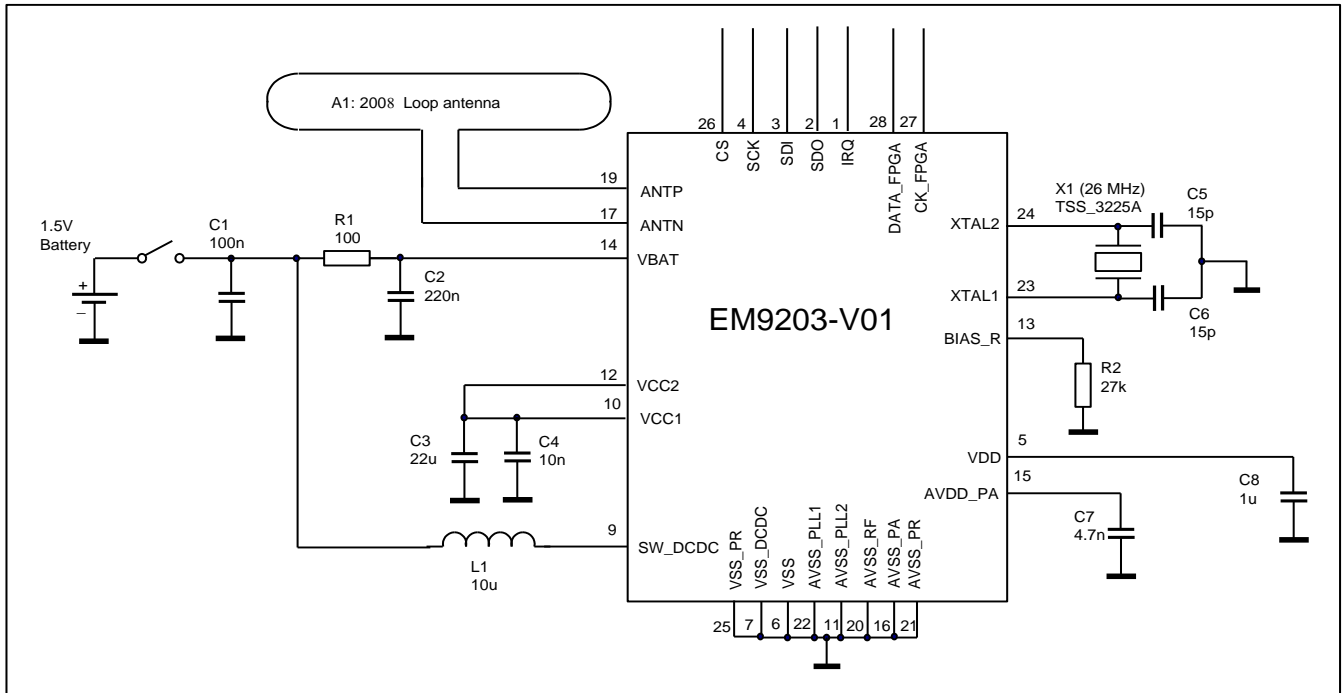 A1: 2008 Loop antenna
26
4
3
2
1
28
27
CS
SCK
SDI
SDO
IRQ
DATA_FPGA
CK_FPGA
19
ANTP
17
ANTN
14
VBAT
1.5V
Battery
+
–
C1
100n
R1
100
C2
220n
EM9203-V01
XTAL2
24
X1 (26 MHz)
TSS_3225A
C5
15p
XTAL1
23
C6
15p
BIAS_R
13
R2
27k
12
VCC2
10
VCC1
C3
22u
C4
10n
VDD
5
C8
1u
AVDD_PA
15
C7
4.7n
9
SW_DCDC
L1
10u
VSS_PR
VSS_DCDC
VSS
AVSS_PLL1
AVSS_PLL2
AVSS_RF
AVSS_PA
AVSS_PR
25
7
6
22
11
20
16
21